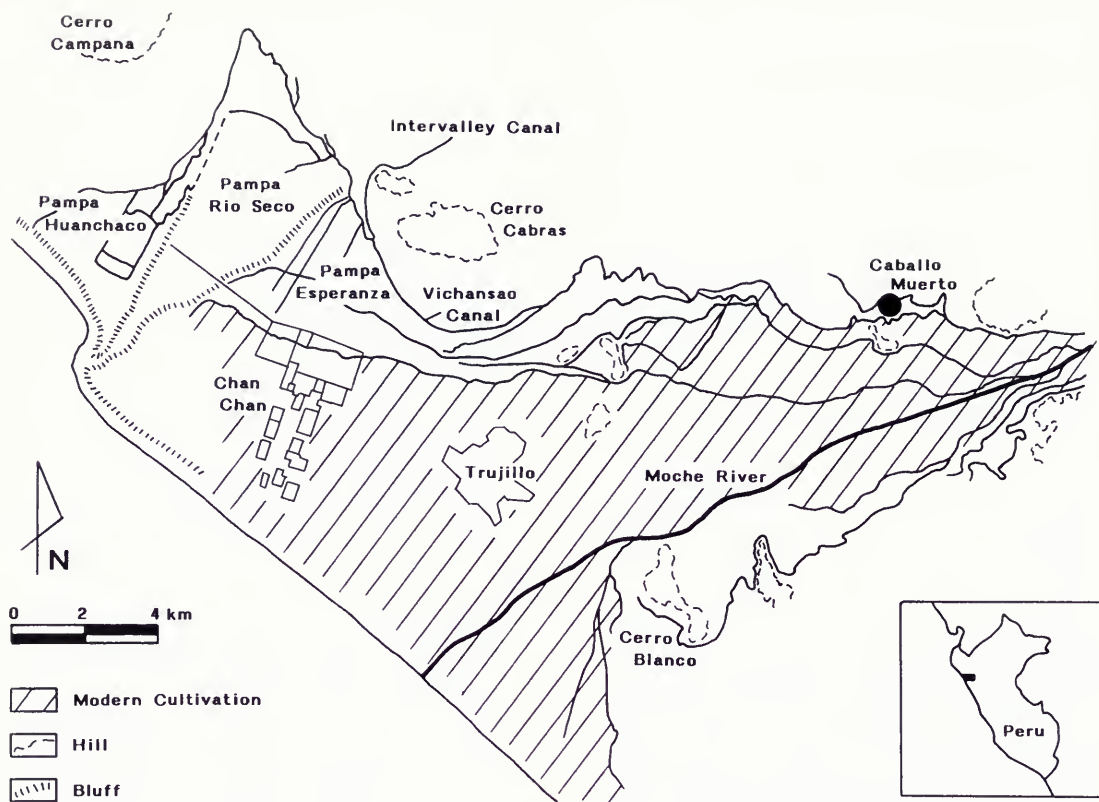 Cerro
Campana
Intervalley Canal
Pampa
Rio Seco
Pampa
Huanchaco
Cerro
Cabras
Pampa
Esperanza
Vichansao
Canal
Caballo
Muerto
Chan
Chan
Trujillo
Moche River
N
0 2 4 km
Cerro
Blanco
Modern Cultivation
Hill
Bluff
Peru